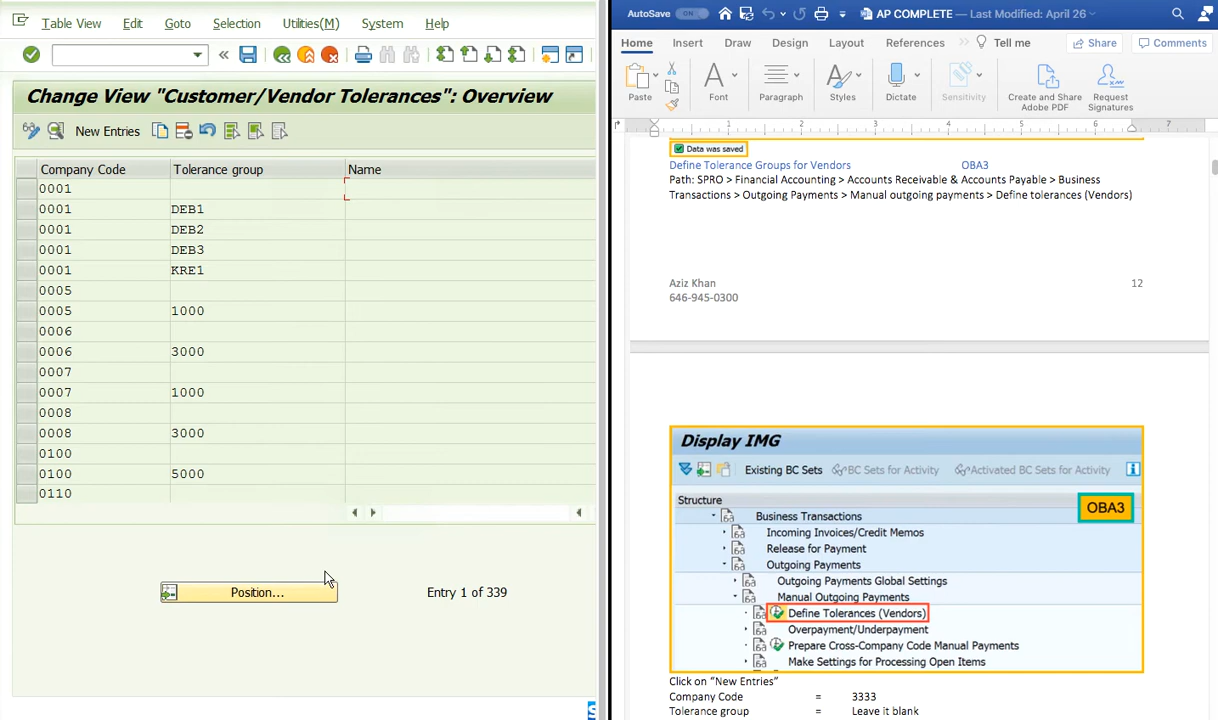 Table View Edit Goto Selection Utilities(M) System Help
Change View "Customer/Vendor Tolerances": Overview
New Entries
Company Code Tolerance group Name
0001
0001 DEB1
0001 DEB2
0001 DEB3
0001 KRE1
0005
0005 1000
0006
0006 3000
0007
0007 1000
0008
0008 3000
0100
0100 5000
0110
Position... Entry 1 of 339
AutoSave ON AP COMPLETE — Last Modified: April 26
Home Insert Draw Design Layout References Tell me Share Comments
Paste Font Paragraph Styles Dictate Sensitivity Create and Share Adobe PDF Request Signatures
1 2 3 4 5 6 7
Data was saved
Define Tolerance Groups for Vendors OBA3
Path: SPRO > Financial Accounting > Accounts Receivable & Accounts Payable > Business
Transactions > Outgoing Payments > Manual outgoing payments > Define tolerances (Vendors)
Aziz Khan 12
646-945-0300
Display IMG
Existing BC Sets BC Sets for Activity Activated BC Sets for Activity
Structure
OBA3
Business Transactions
Incoming Invoices/Credit Memos
Release for Payment
Outgoing Payments
Outgoing Payments Global Settings
Manual Outgoing Payments
Define Tolerances (Vendors)
Overpayment/Underpayment
Prepare Cross-Company Code Manual Payments
Make Settings for Processing Open Items
Click on “New Entries”
Company Code = 3333
Tolerance group = Leave it blank